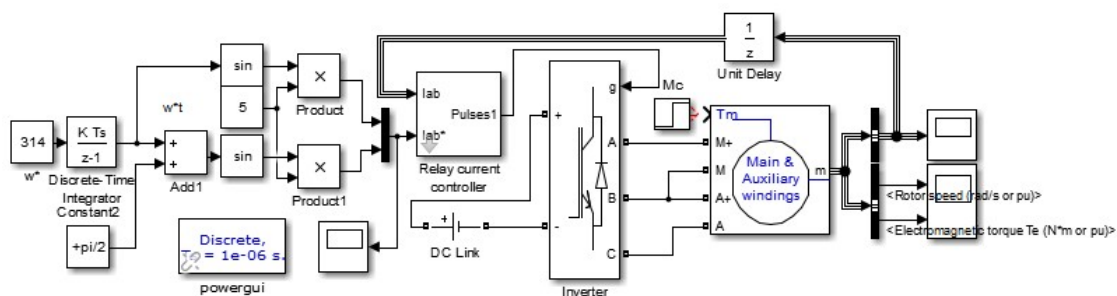 314
w*
K Ts
z-1
Discrete-Time
Integrator
Constant2
+pi/2
w*t
+
+
Add1
sin
5
sin
×
Product
×
Product1
Discrete,
= 1e-06 s.
powergui
Iab
Iab*
Pulses1
Relay current
controller
+
DC Link
+
-
g
A
B
C
Inverter
Mc
1
z
Unit Delay
Tm
M+
M
A+
A
m
Main &
Auxiliary
windings
<Rotor speed (rad/s or pu)>
<Electromagnetic torque Te (N*m or pu)>